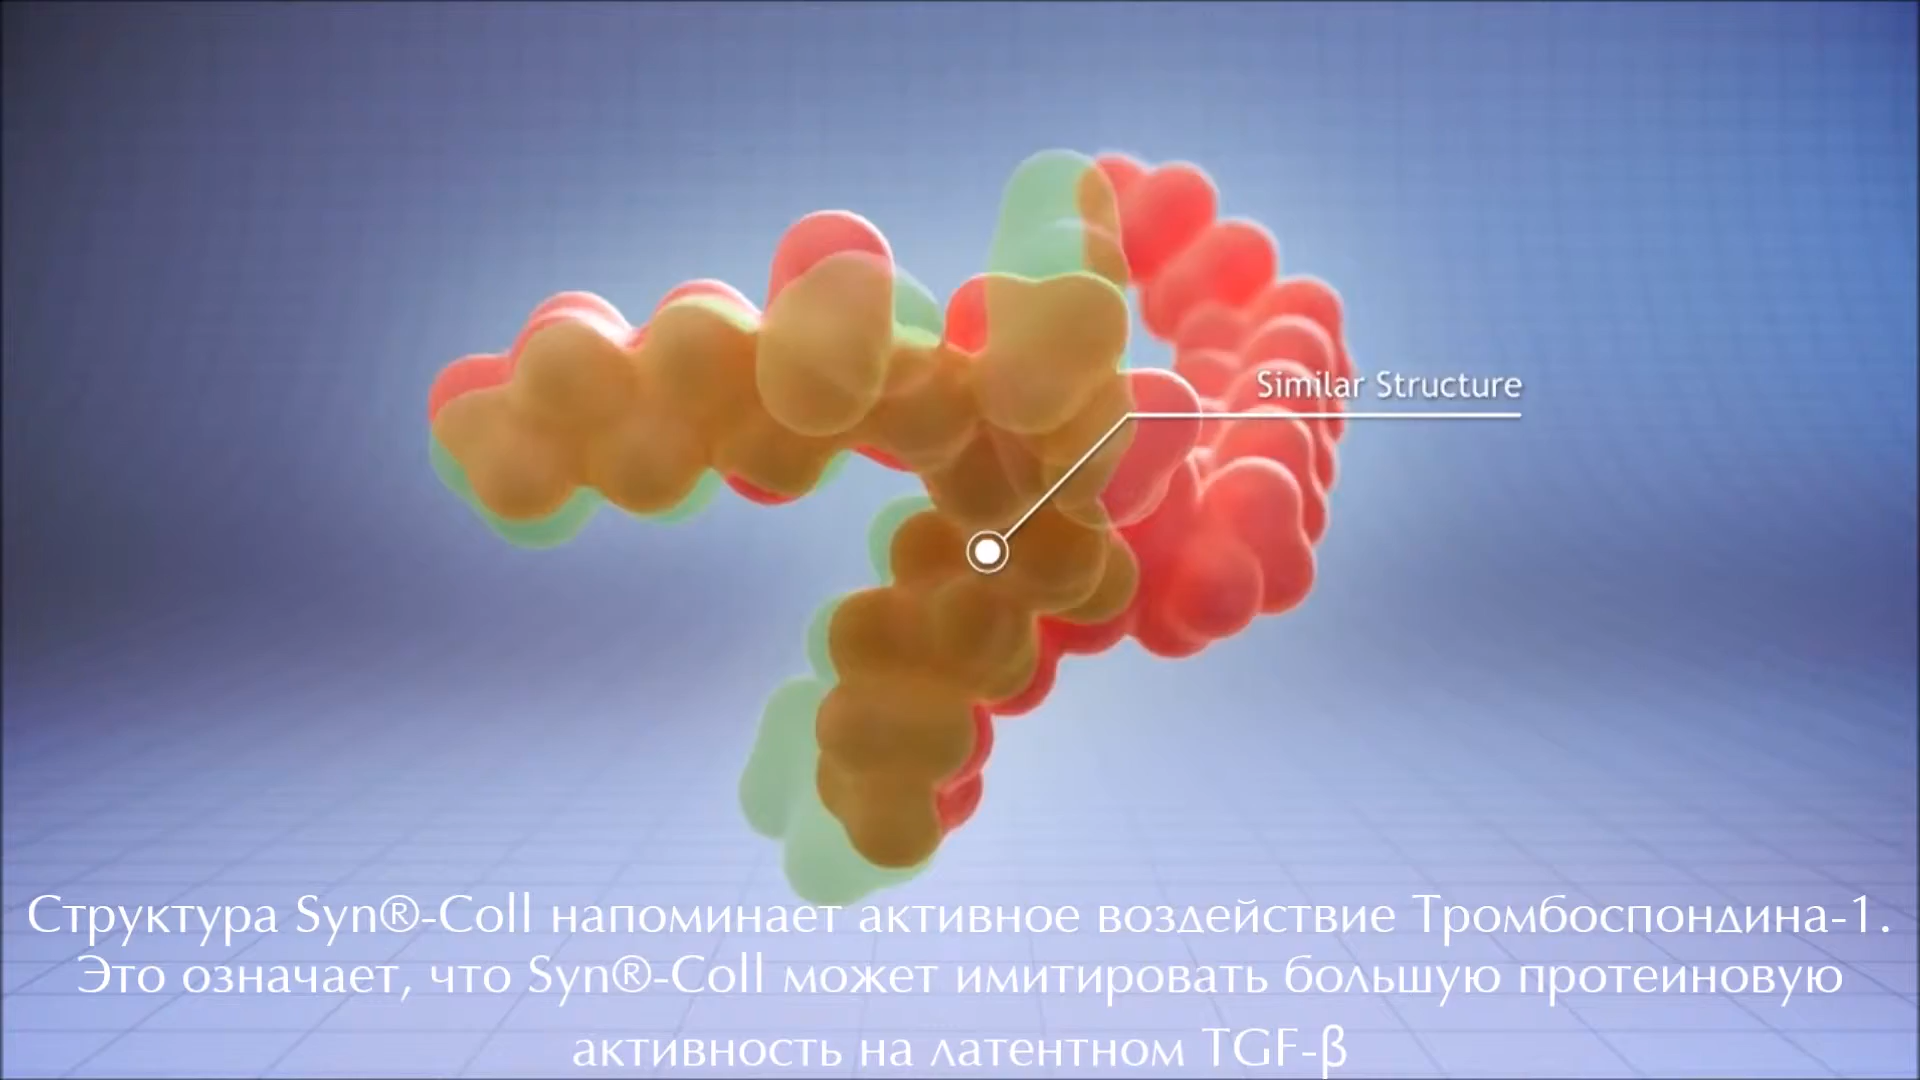 Similar Structure
Структура Syn®-Coll напоминает активное воздействие Тромбоспондина-1.
Это означает, что Syn®-Coll может имитировать большую протеиновую
активность на латентном TGF-β